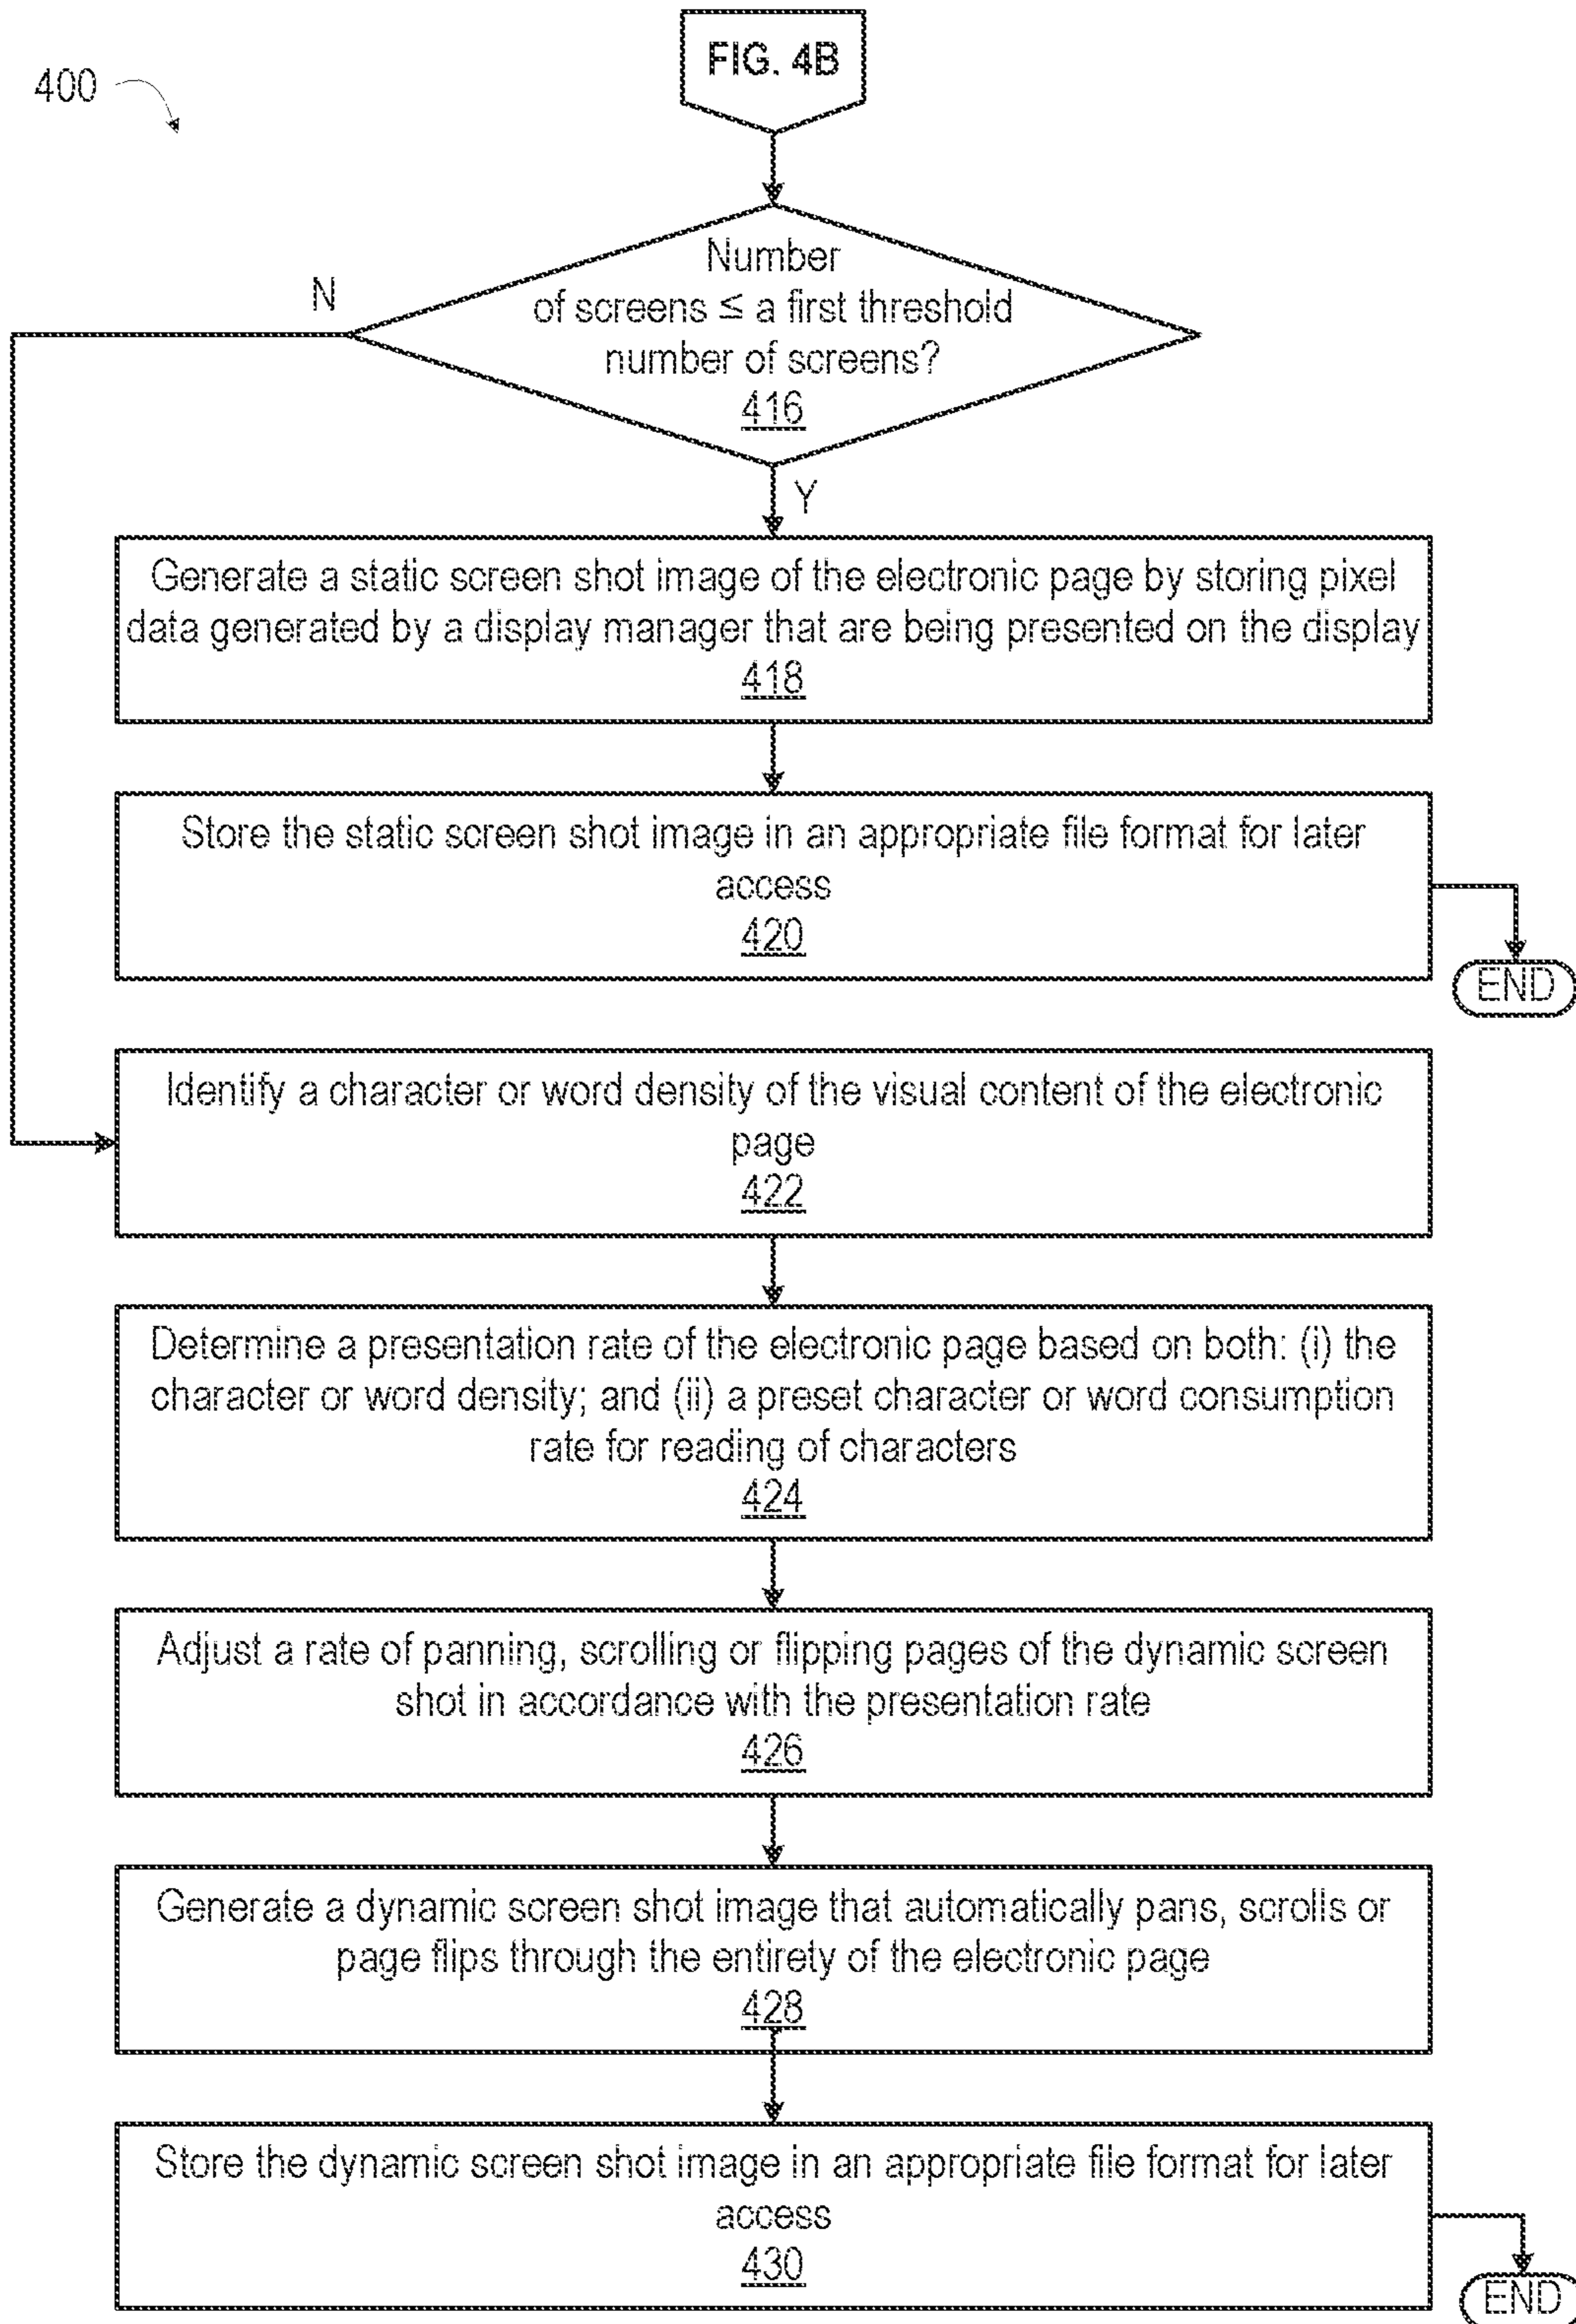 FIG. 4B
400
Number
of screens ≤ a first threshold
number of screens?
416
N
Y
Generate a static screen shot image of the electronic page by storing pixel
data generated by a display manager that are being presented on the display
418
Store the static screen shot image in an appropriate file format for later
access
420
END
Identify a character or word density of the visual content of the electronic
page
422
Determine a presentation rate of the electronic page based on both: (i) the
character or word density; and (ii) a preset character or word consumption
rate for reading of characters
424
Adjust a rate of panning, scrolling or flipping pages of the dynamic screen
shot in accordance with the presentation rate
426
Generate a dynamic screen shot image that automatically pans, scrolls or
page flips through the entirety of the electronic page
428
Store the dynamic screen shot image in an appropriate file format for later
access
430
END